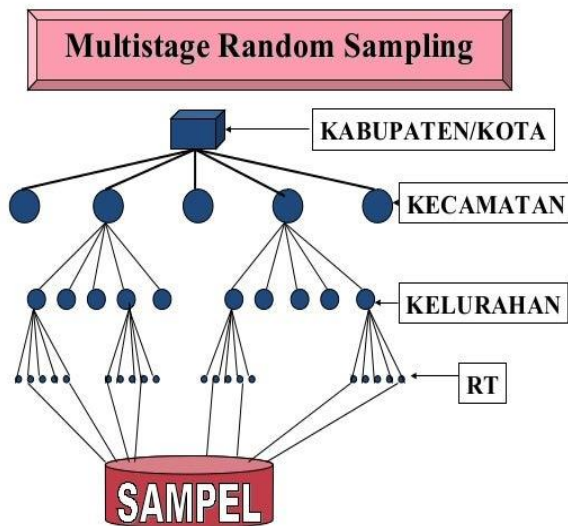 Multistage Random Sampling
KABUPATEN/KOTA
KECAMATAN
KELURAHAN
RT
SAMPEL